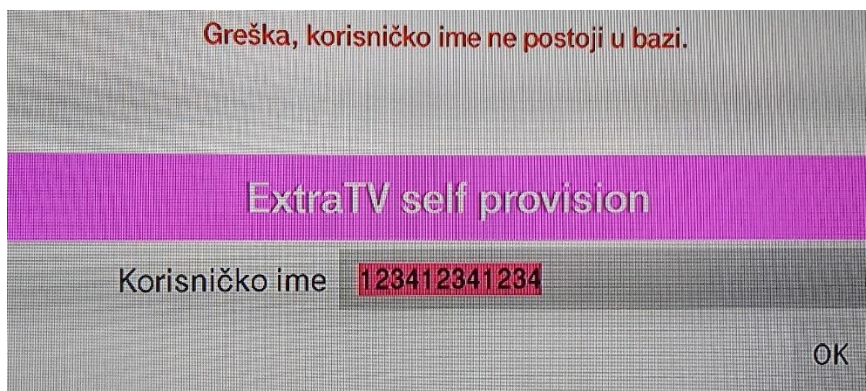 Greška, korisničko ime ne postoji u bazi.
ExtraTV self provision
Korisničko ime 123412341234
OK